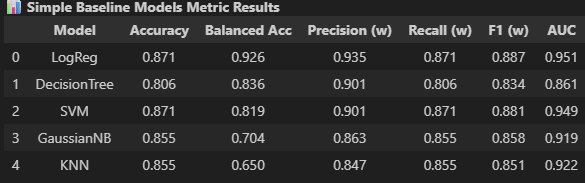 📊 Simple Baseline Models Metric Results
Model Accuracy Balanced Acc Precision (w) Recall (w) F1 (w) AUC
0 LogReg 0.871 0.926 0.935 0.871 0.887 0.951
1 DecisionTree 0.806 0.836 0.901 0.806 0.834 0.861
2 SVM 0.871 0.819 0.901 0.871 0.881 0.949
3 GaussianNB 0.855 0.704 0.863 0.855 0.858 0.919
4 KNN 0.855 0.650 0.847 0.855 0.851 0.922